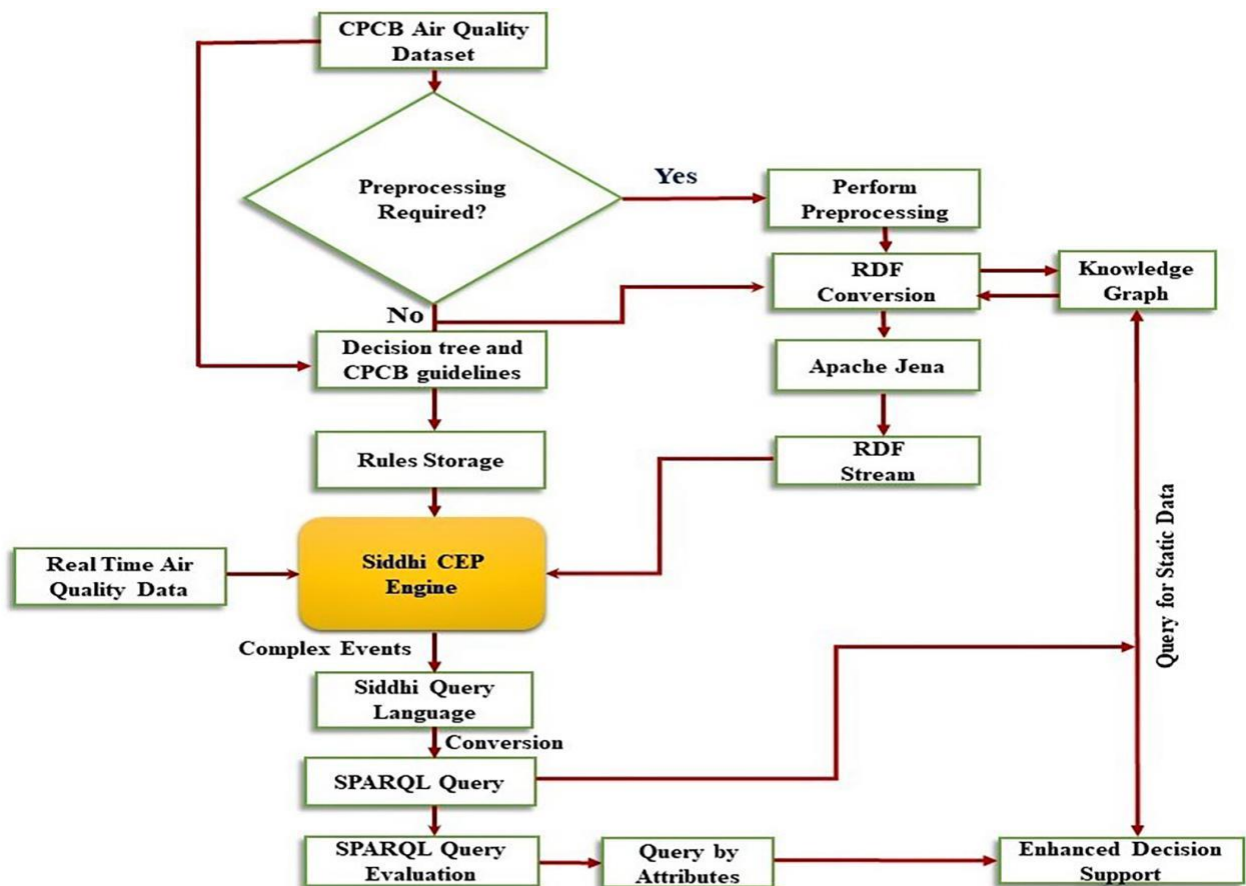 CPCB Air Quality
Dataset
Preprocessing
Required?
Yes
Perform
Preprocessing
RDF
Conversion
Knowledge
Graph
No
Decision tree and
CPCB guidelines
Apache Jena
Rules Storage
RDF
Stream
Real Time Air
Quality Data
Siddhi CEP
Engine
Query for Static Data
Complex Events
Siddhi Query
Language
Conversion
SPARQL Query
SPARQL Query
Evaluation
Query by
Attributes
Enhanced Decision
Support